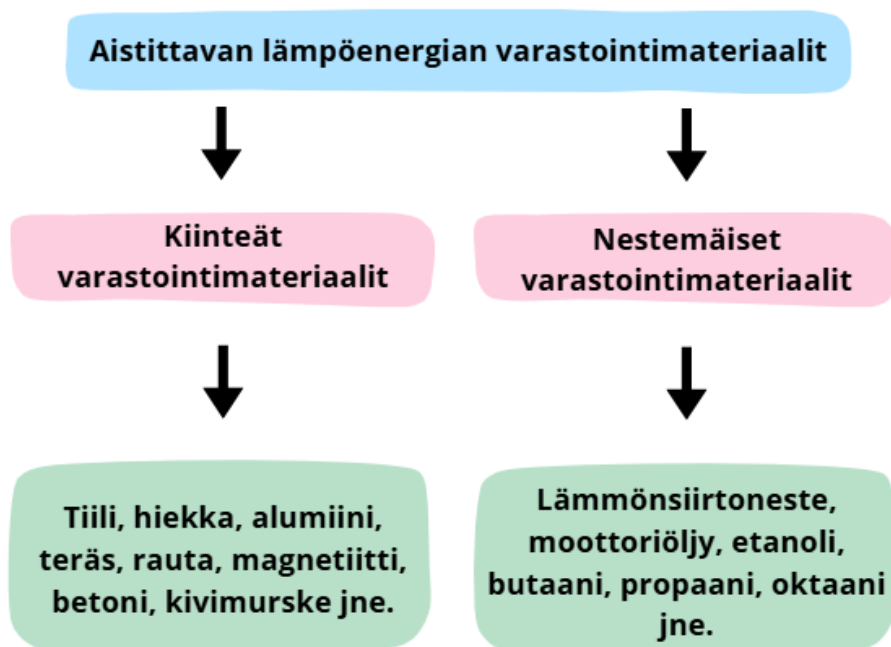 Aistittavan lämpöenergian varastointimateriaalit
Kiinteät
varastointimateriaalit
Nestemäiset
varastointimateriaalit
Tiili, hiekka, alumiini,
teräs, rauta, magnetiitti,
betoni, kivimurske jne.
Lämmönsiirtoneste,
moottoriöljy, etanoli,
butaani, propaani, oktaani
jne.